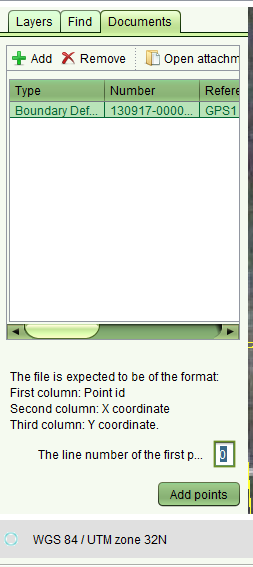 Layers Find Documents
Add Remove Open attachm
Type Number Refere
Boundary Def... 130917-0000... GPS1
The file is expected to be of the format:
First column: Point id
Second column: X coordinate
Third column: Y coordinate.
The line number of the first p... 0
Add points
WGS 84 / UTM zone 32N